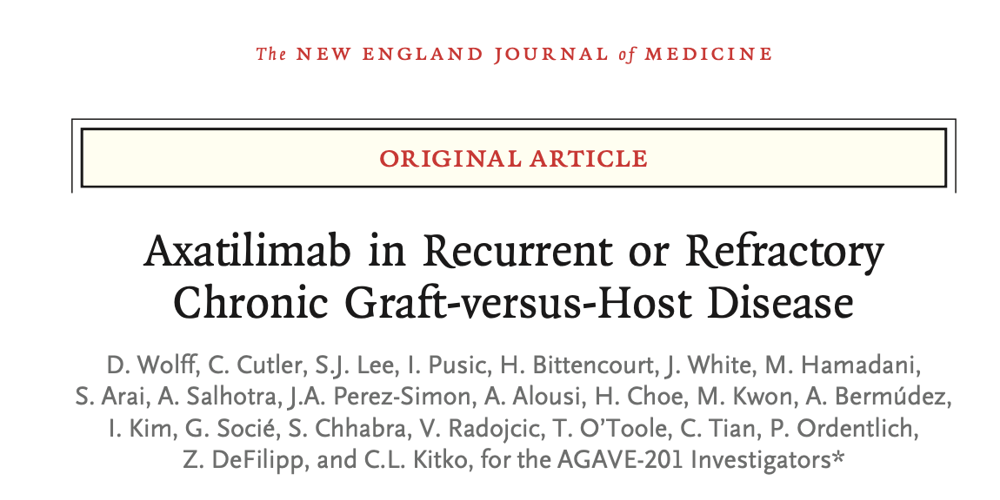 The NEW ENGLAND JOURNAL of MEDICINE
ORIGINAL ARTICLE
Axatilimab in Recurrent or Refractory
Chronic Graft-versus-Host Disease
D. Wolff, C. Cutler, S.J. Lee, I. Pusic, H. Bittencourt, J. White, M. Hamadani,
S. Arai, A. Salhotra, J.A. Perez-Simon, A. Alousi, H. Choe, M. Kwon, A. Bermúdez,
I. Kim, G. Socié, S. Chhabra, V. Radojcic, T. O’Toole, C. Tian, P. Ordentlich,
Z. DeFilipp, and C.L. Kitko, for the AGAVE-201 Investigators*